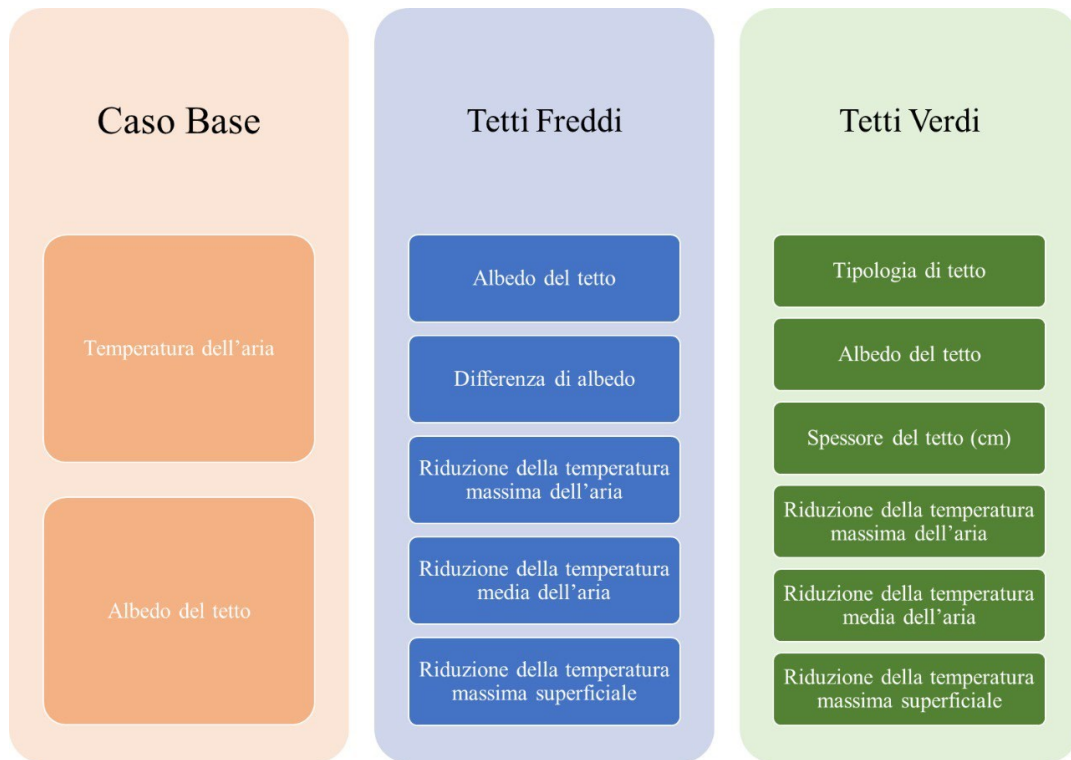 Caso Base
Temperatura dell'aria
Albedo del tetto
Tetti Freddi
Albedo del tetto
Differenza di albedo
Riduzione della temperatura
massima dell'aria
Riduzione della temperatura
media dell'aria
Riduzione della temperatura
massima superficiale
Tetti Verdi
Tipologia di tetto
Albedo del tetto
Spessore del tetto (cm)
Riduzione della temperatura
massima dell'aria
Riduzione della temperatura
media dell'aria
Riduzione della temperatura
massima superficiale